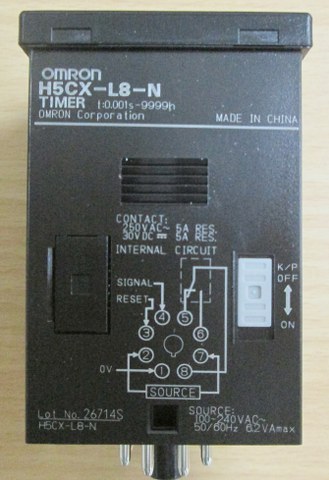 OMRON
H5CX-L8-N
TIMER t:0.001s-9999h
OMRON Corporation MADE IN CHINA
CONTACT:
250VAC~ 5A RES.
30VDC⎓ 5A RES.
INTERNAL CIRCUIT
K/P
OFF
SIGNAL
RESET
④ ⑤
③ ⑥
ON
② ⑦
0V ① ⑧
SOURCE
Lot No. 26714S
H5CX-L8-N
SOURCE:
100-240VAC~
50/60Hz 6.2VAmax